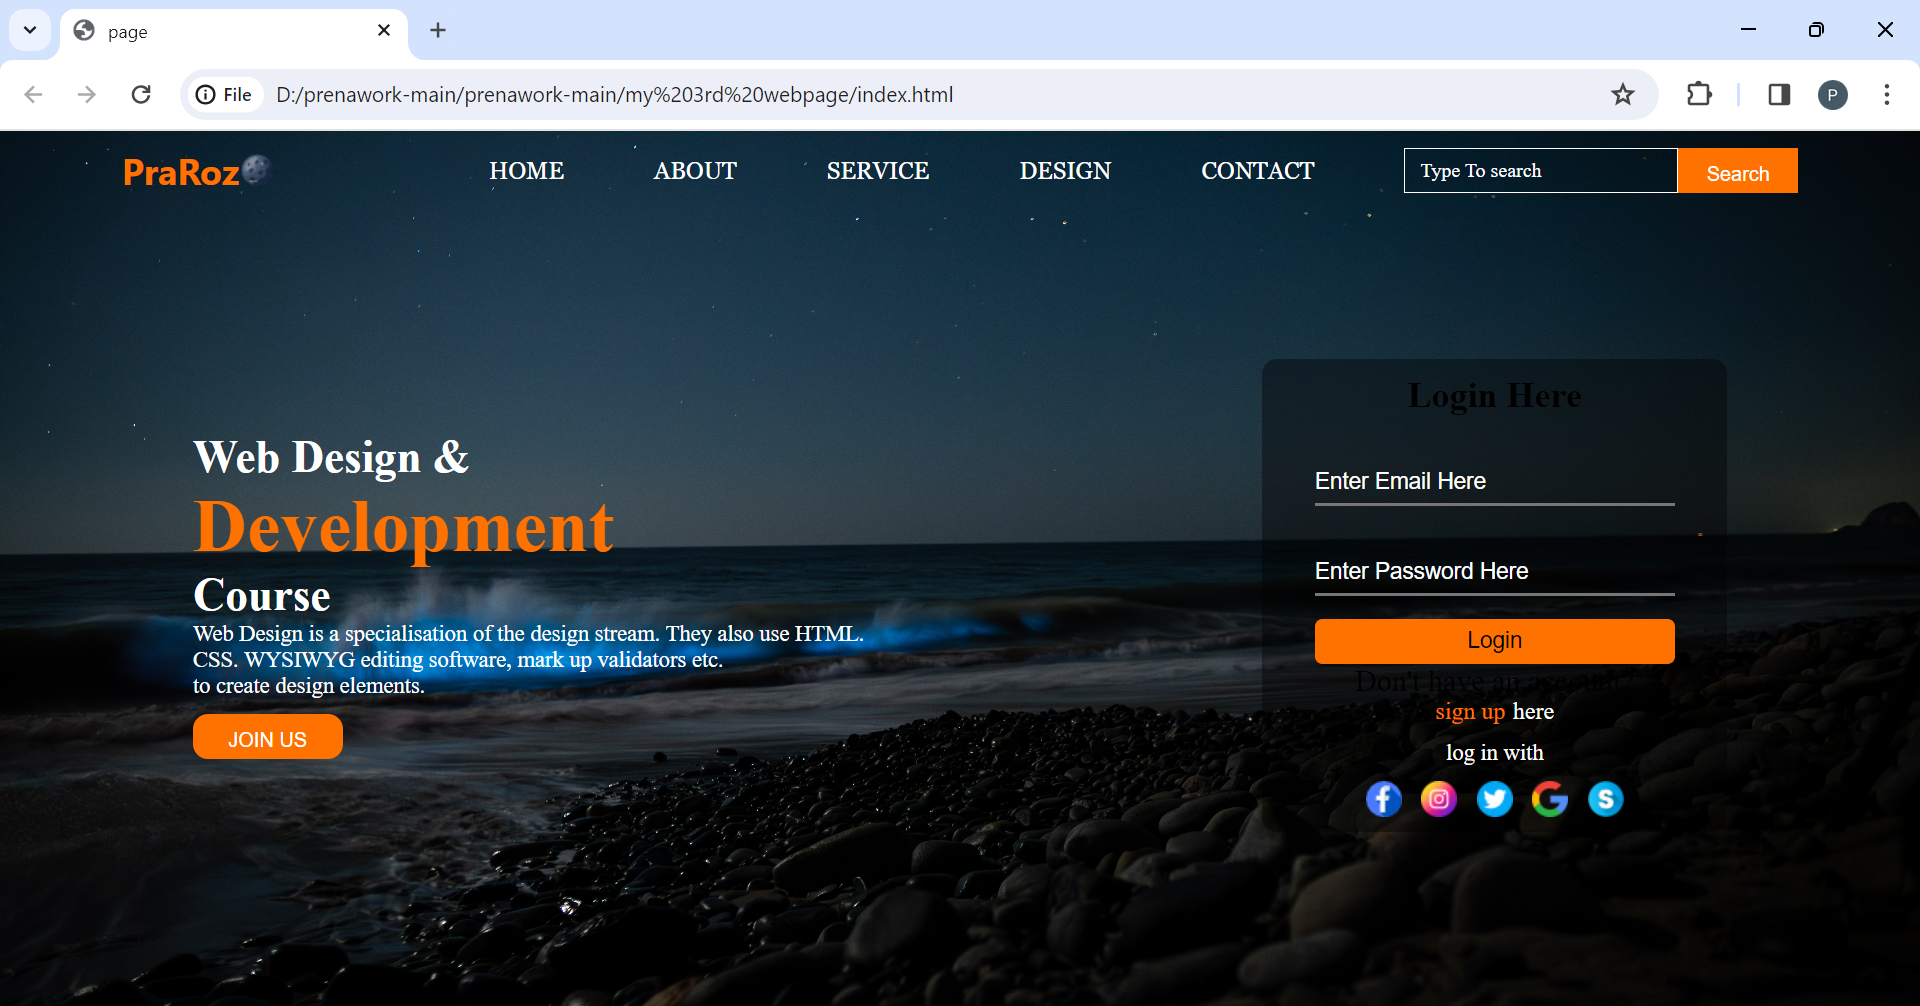 page
File
D:/prenawork-main/prenawork-main/my%203rd%20webpage/index.html
P
PraRoz
HOME ABOUT SERVICE DESIGN CONTACT
Type To search
Search
Web Design &
Development
Course
Web Design is a specialisation of the design stream. They also use HTML.
CSS. WYSIWYG editing software, mark up validators etc.
to create design elements.
JOIN US
Login Here
Enter Email Here
Enter Password Here
Login
Don't have an account
sign up here
log in with